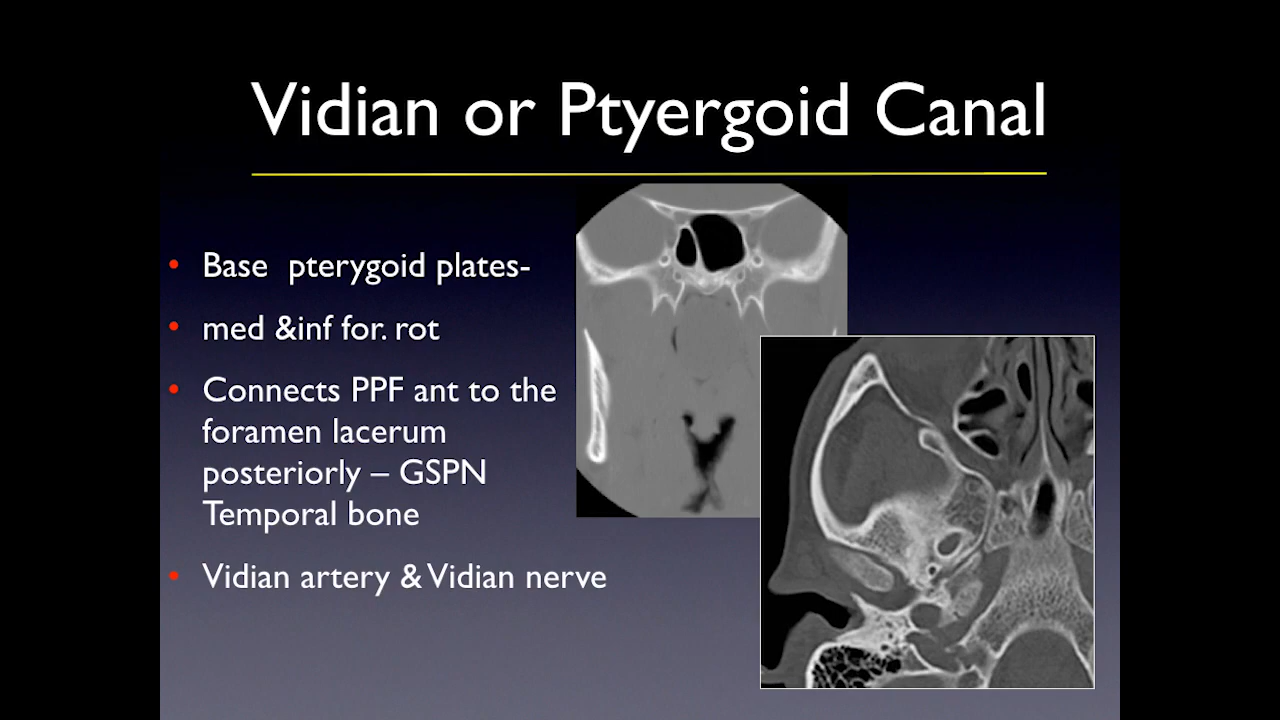 Vidian or Ptyergoid Canal
• Base pterygoid plates-
• med &inf for. rot
• Connects PPF ant to the
foramen lacerum
posteriorly – GSPN
Temporal bone
• Vidian artery & Vidian nerve